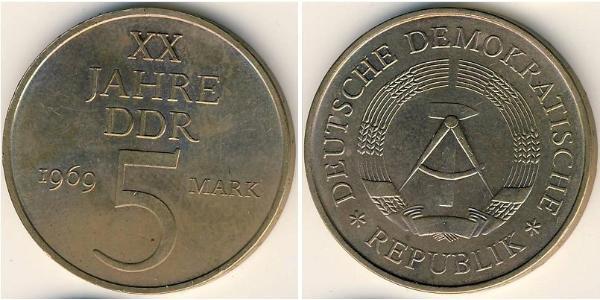 XX
JAHRE
DDR
1969 5 MARK
DEUTSCHE DEMOKRATISCHE
* REPUBLIK *